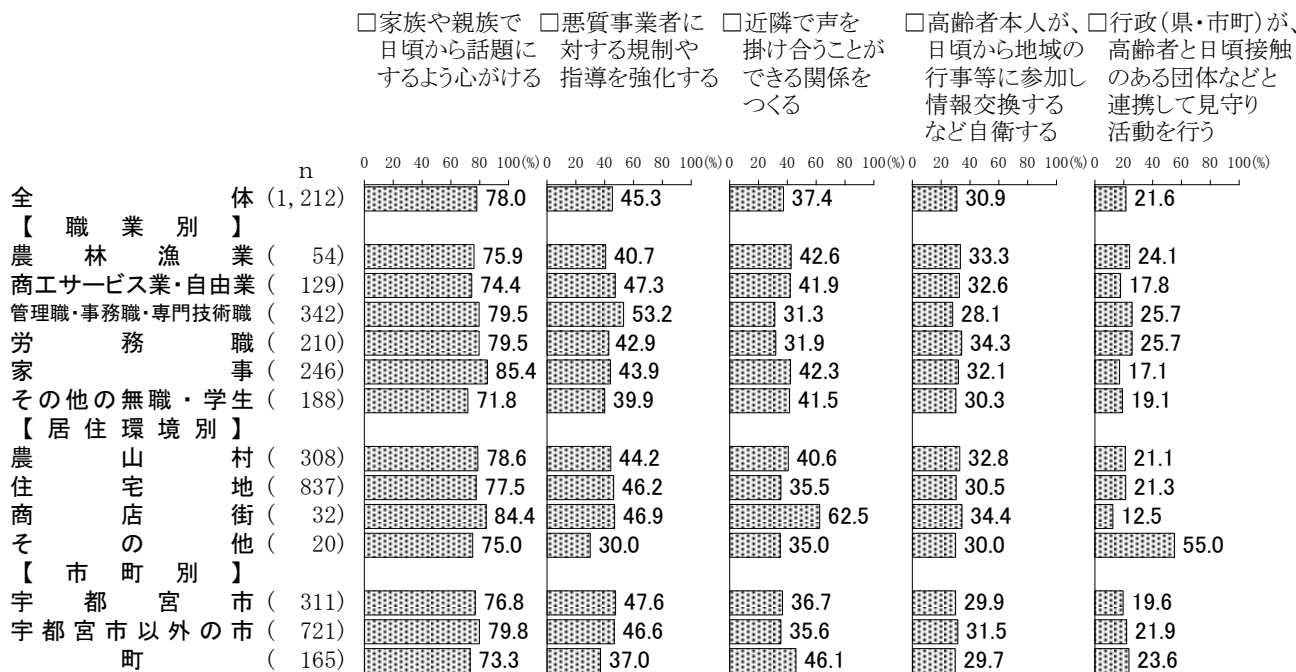 □家族や親族で
日頃から話題に
するよう心がける
□悪質事業者に
対する規制や
指導を強化する
□近隣で声を
掛け合うことが
できる関係を
つくる
□高齢者本人が、
日頃から地域の
行事等に参加し
情報交換する
など自衛する
□行政(県・市町)が、
高齢者と日頃接触
のある団体などと
連携して見守り
活動を行う
n 0 20 40 60 80 100(%) 0 20 40 60 80 100(%) 0 20 40 60 80 100(%) 0 20 40 60 80 100(%) 0 20 40 60 80 100(%)
全体 (1,212) 78.0 45.3 37.4 30.9 21.6
【職業別】
農林漁業 ( 54) 75.9 40.7 42.6 33.3 24.1
商工サービス業・自由業 ( 129) 74.4 47.3 41.9 32.6 17.8
管理職・事務職・専門技術職 ( 342) 79.5 53.2 31.3 28.1 25.7
労務職 ( 210) 79.5 42.9 31.9 34.3 25.7
家事 ( 246) 85.4 43.9 42.3 32.1 17.1
その他の無職・学生 ( 188) 71.8 39.9 41.5 30.3 19.1
【居住環境別】
農山村 ( 308) 78.6 44.2 40.6 32.8 21.1
住宅地 ( 837) 77.5 46.2 35.5 30.5 21.3
商店街 ( 32) 84.4 46.9 62.5 34.4 12.5
その他 ( 20) 75.0 30.0 35.0 30.0 55.0
【市町別】
宇都宮市 ( 311) 76.8 47.6 36.7 29.9 19.6
宇都宮市以外の市 ( 721) 79.8 46.6 35.6 31.5 21.9
町 ( 165) 73.3 37.0 46.1 29.7 23.6